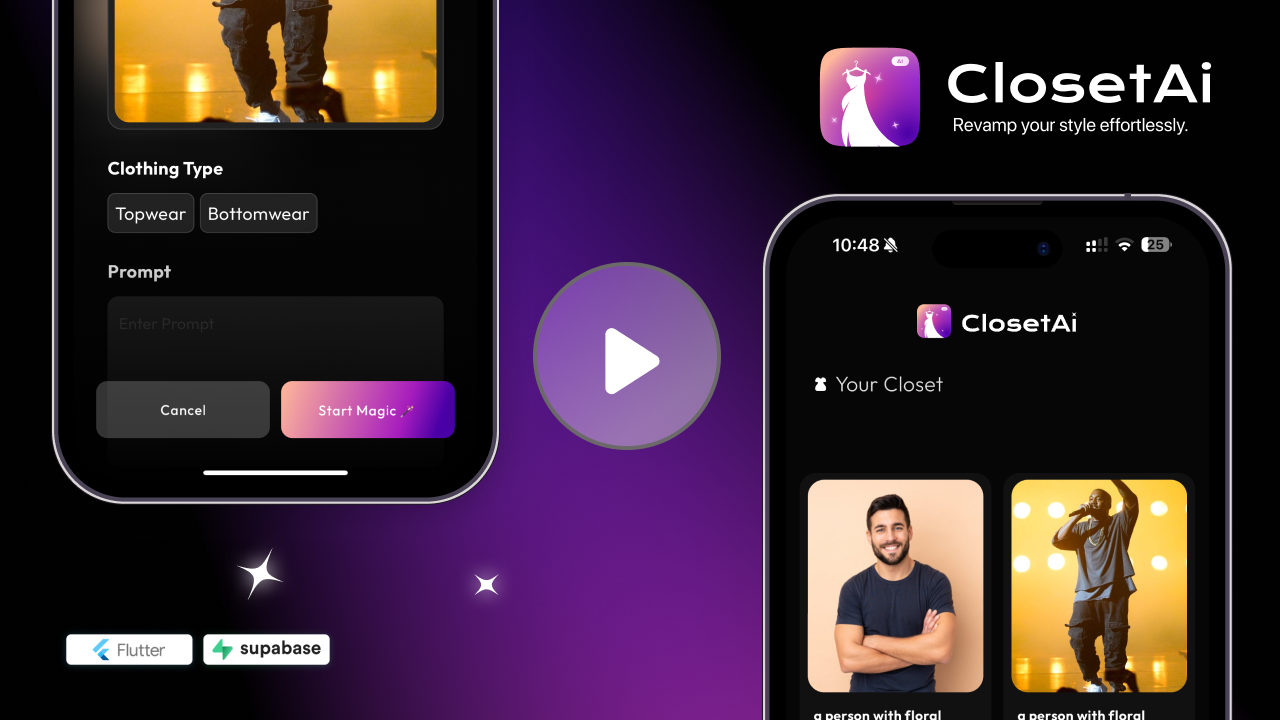 Clothing Type
Topwear
Bottomwear
Prompt
Enter Prompt
Cancel
Start Magic
Flutter
supabase
AI
ClosetAi
Revamp your style effortlessly.
10:48
25
ClosetAi
Your Closet
a person with floral
a person with floral